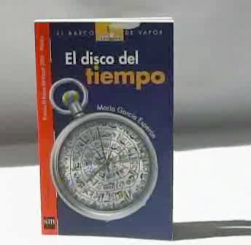 EL BARCO
DE VAPOR
El disco del
tiempo
María García Esperón
sm